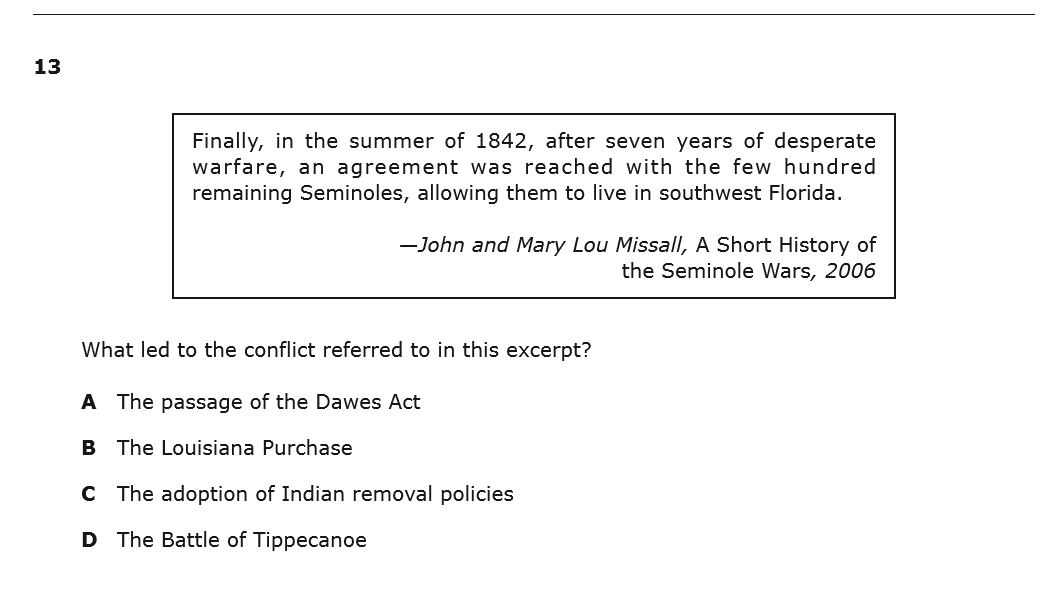 13
Finally, in the summer of 1842, after seven years of desperate
warfare, an agreement was reached with the few hundred
remaining Seminoles, allowing them to live in southwest Florida.
—John and Mary Lou Missall, A Short History of
the Seminole Wars, 2006
What led to the conflict referred to in this excerpt?
A The passage of the Dawes Act
B The Louisiana Purchase
C The adoption of Indian removal policies
D The Battle of Tippecanoe